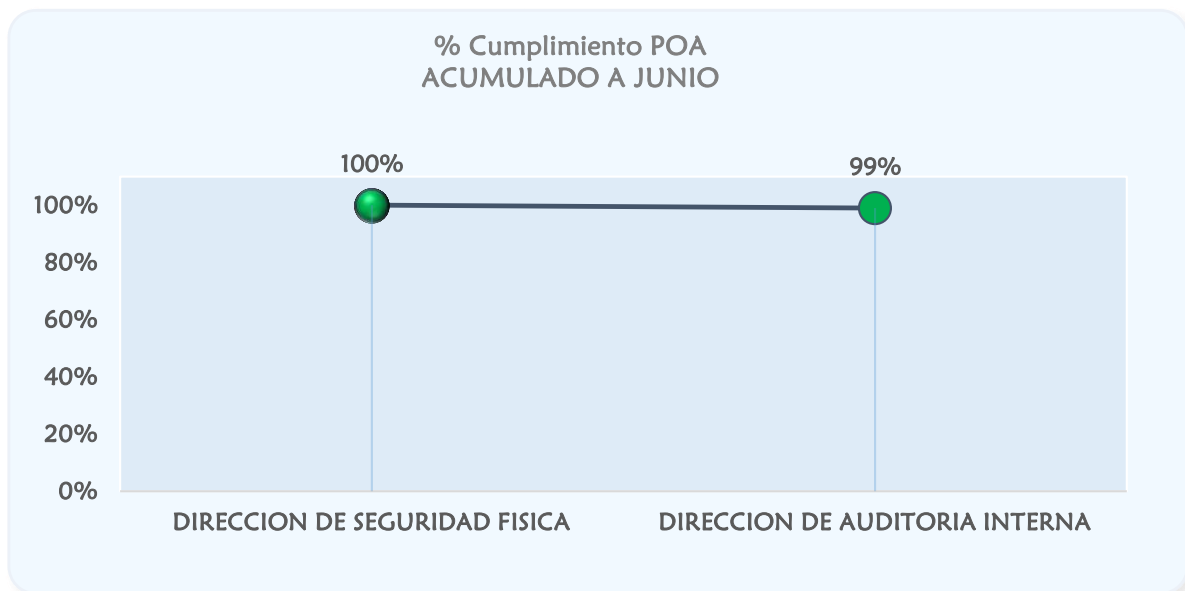 % Cumplimiento POA
ACUMULADO A JUNIO
100%
99%
100%
80%
60%
40%
20%
0%
DIRECCION DE SEGURIDAD FISICA
DIRECCION DE AUDITORIA INTERNA